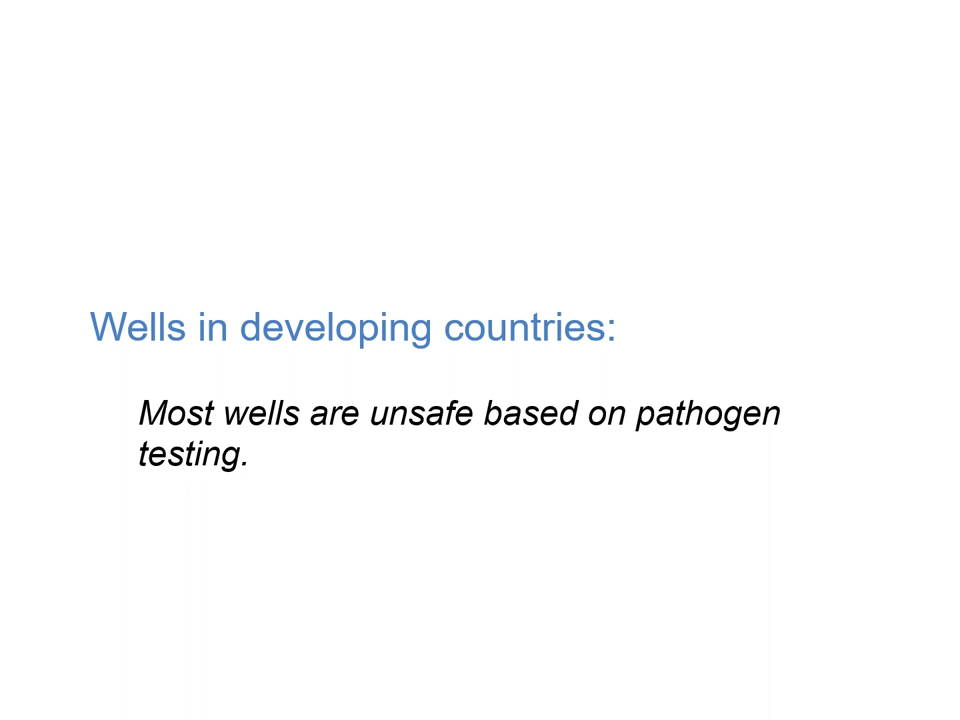 Wells in developing countries:
Most wells are unsafe based on pathogen
testing.